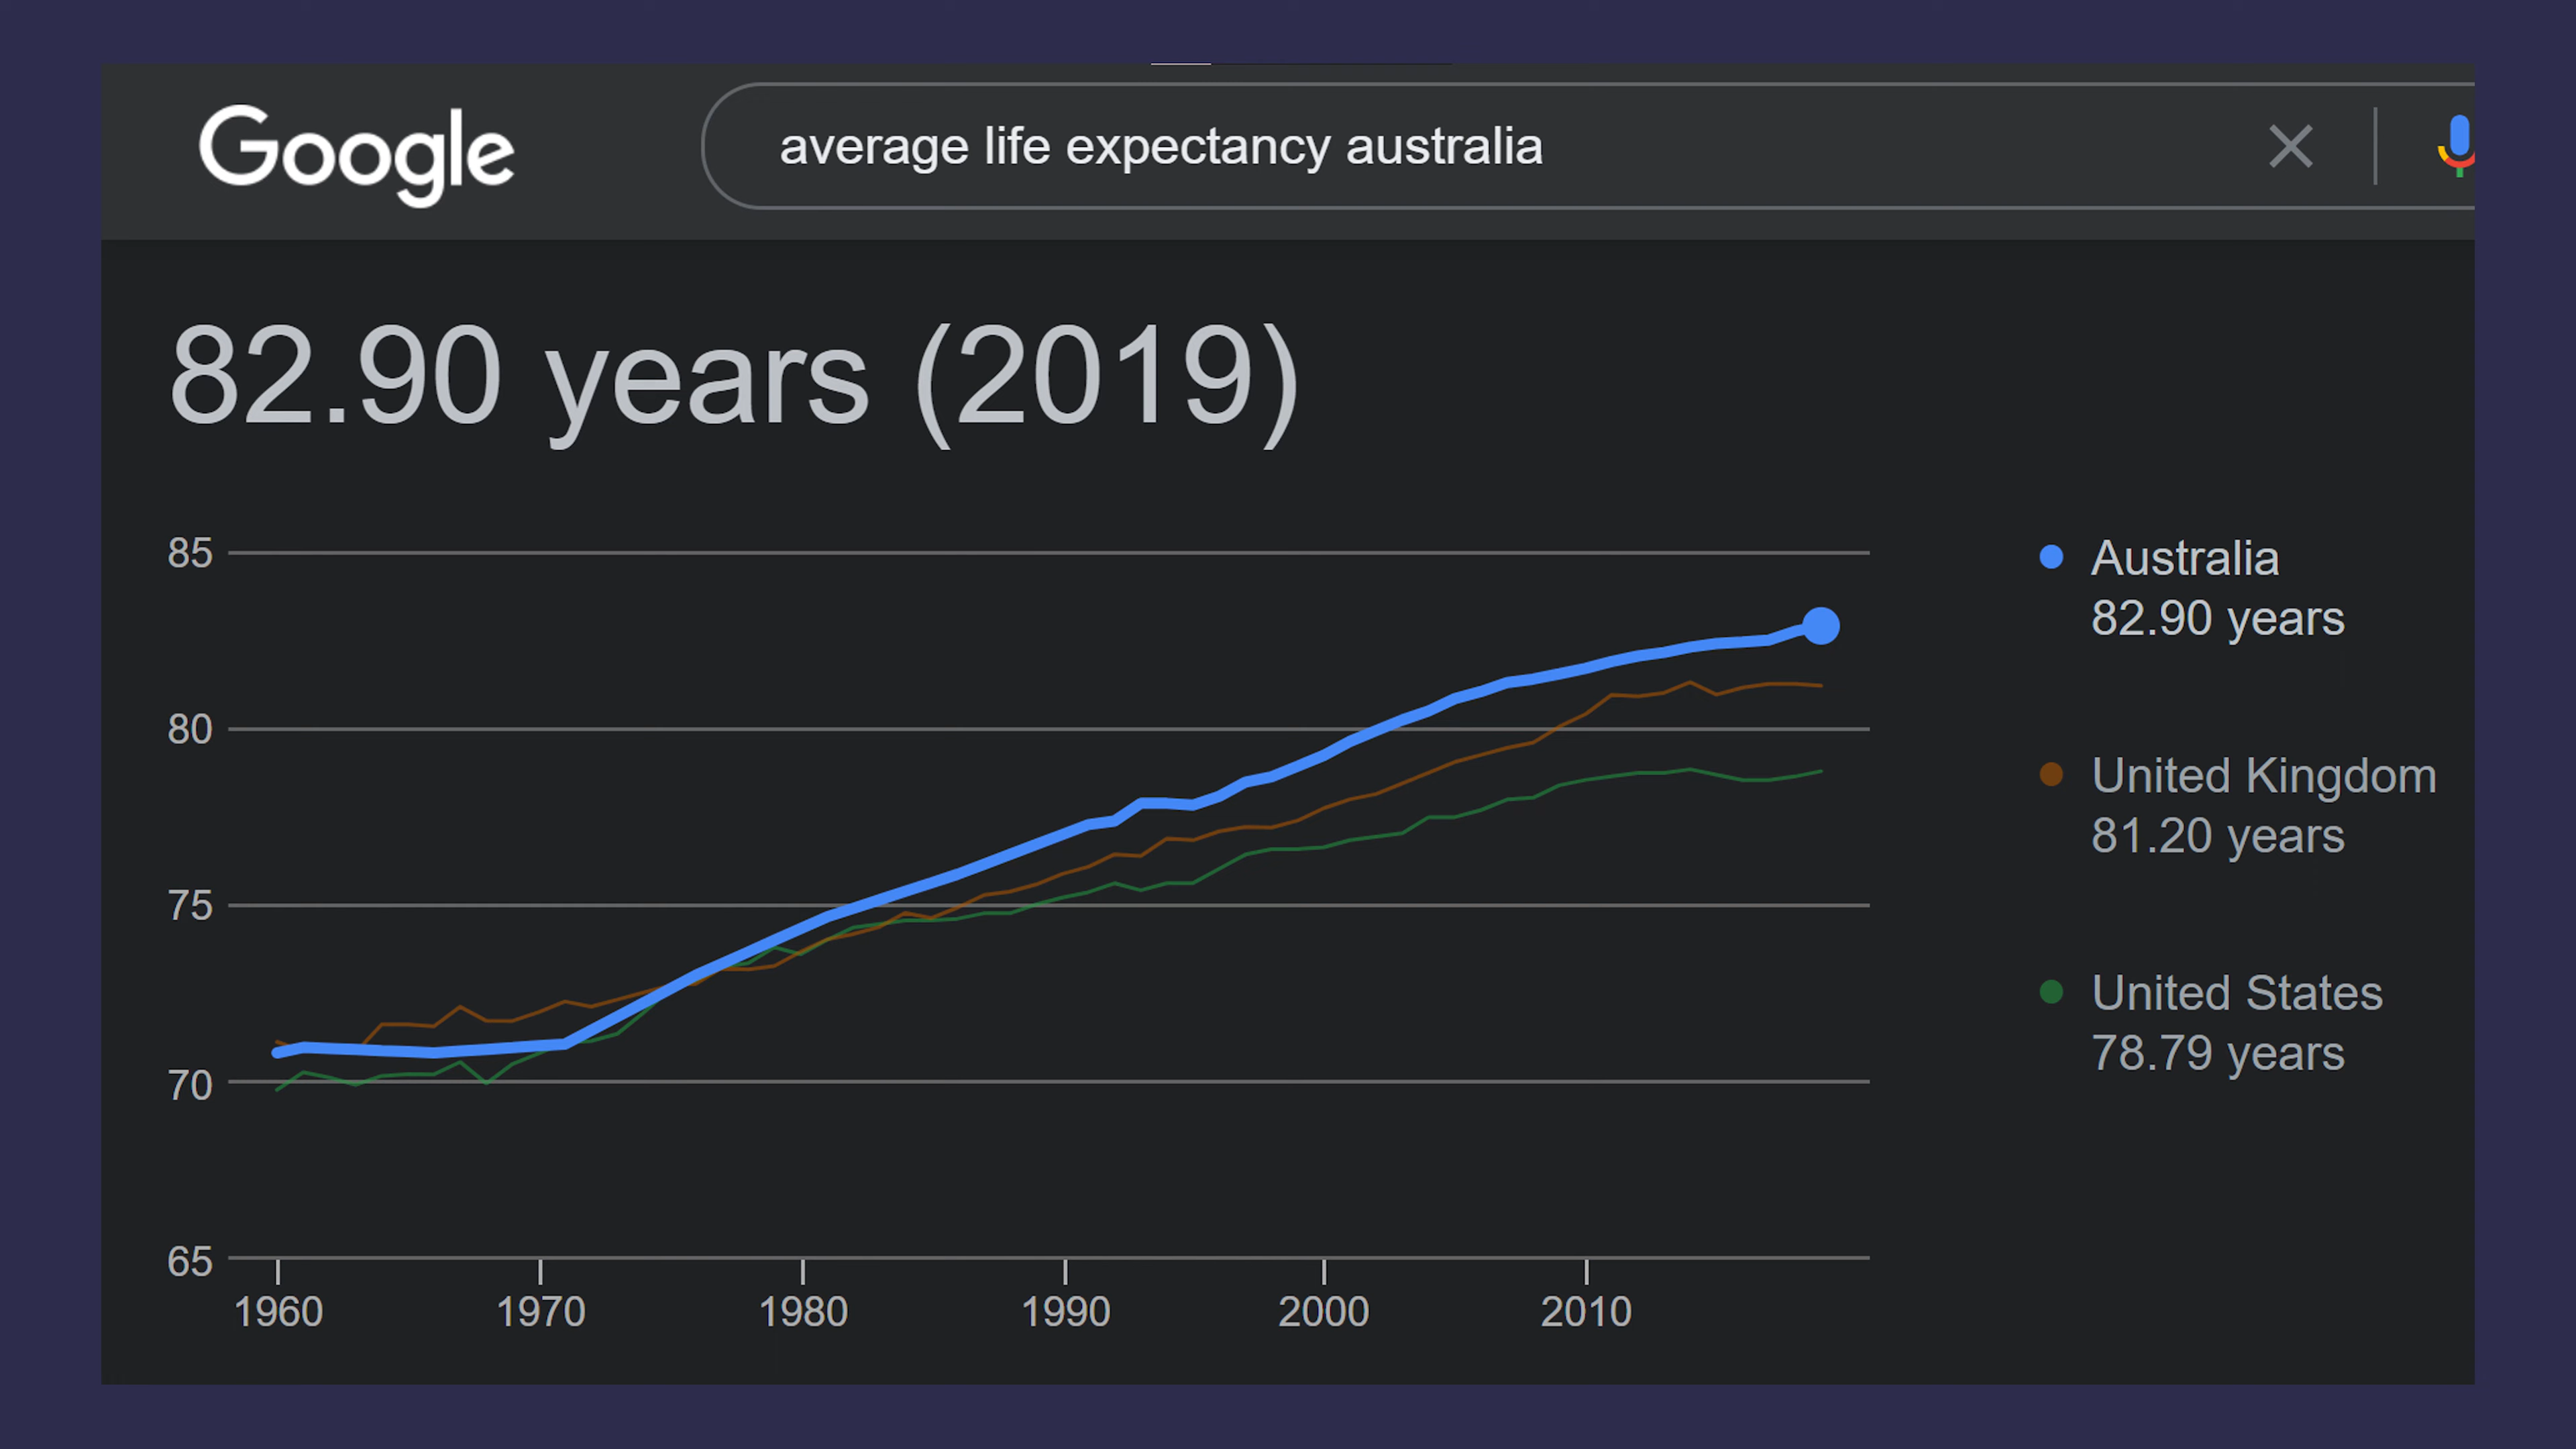 Google
average life expectancy australia
82.90 years (2019)
85
80
75
70
65
1960 1970 1980 1990 2000 2010
Australia
82.90 years
United Kingdom
81.20 years
United States
78.79 years